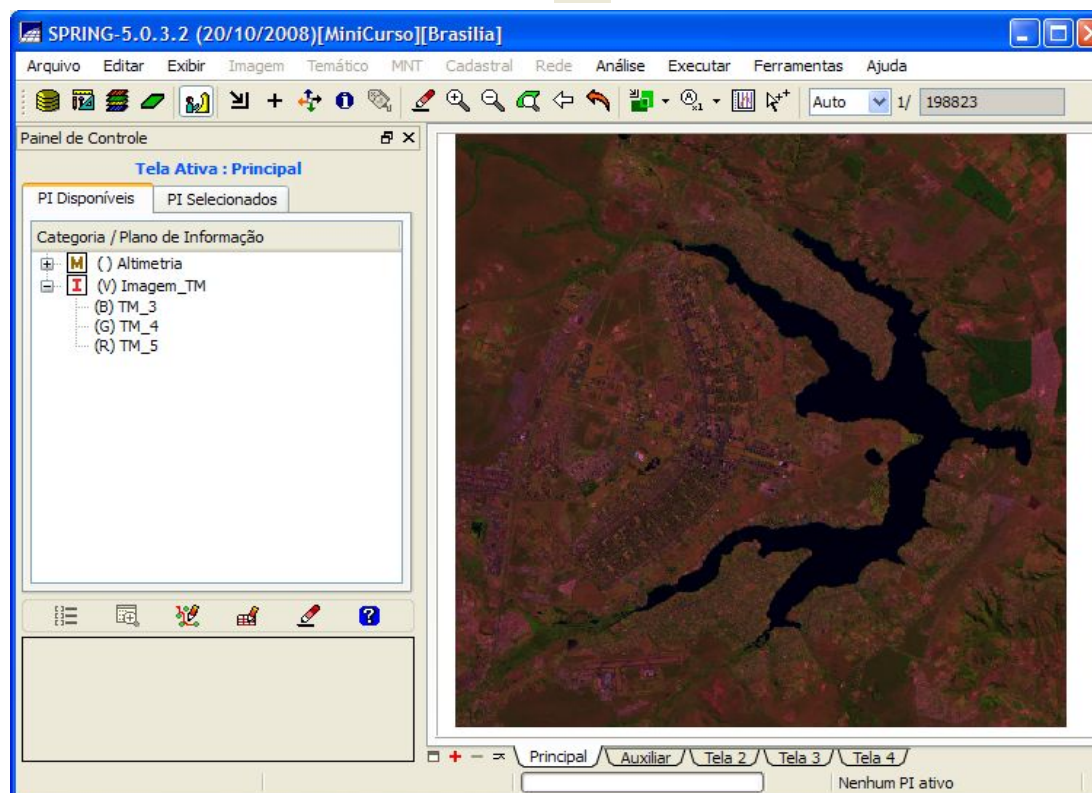 SPRING-5.0.3.2 (20/10/2008)[MiniCurso][Brasilia]
Arquivo Editar Exibir Imagem Temático MNT Cadastral Rede Análise Executar Ferramentas Ajuda
Auto 1/ 198823
Painel de Controle
Tela Ativa : Principal
PI Disponíveis PI Selecionados
Categoria / Plano de Informação
M () Altimetria
I (V) Imagem_TM
(B) TM_3
(G) TM_4
(R) TM_5
Principal Auxiliar Tela 2 Tela 3 Tela 4
Nenhum PI ativo